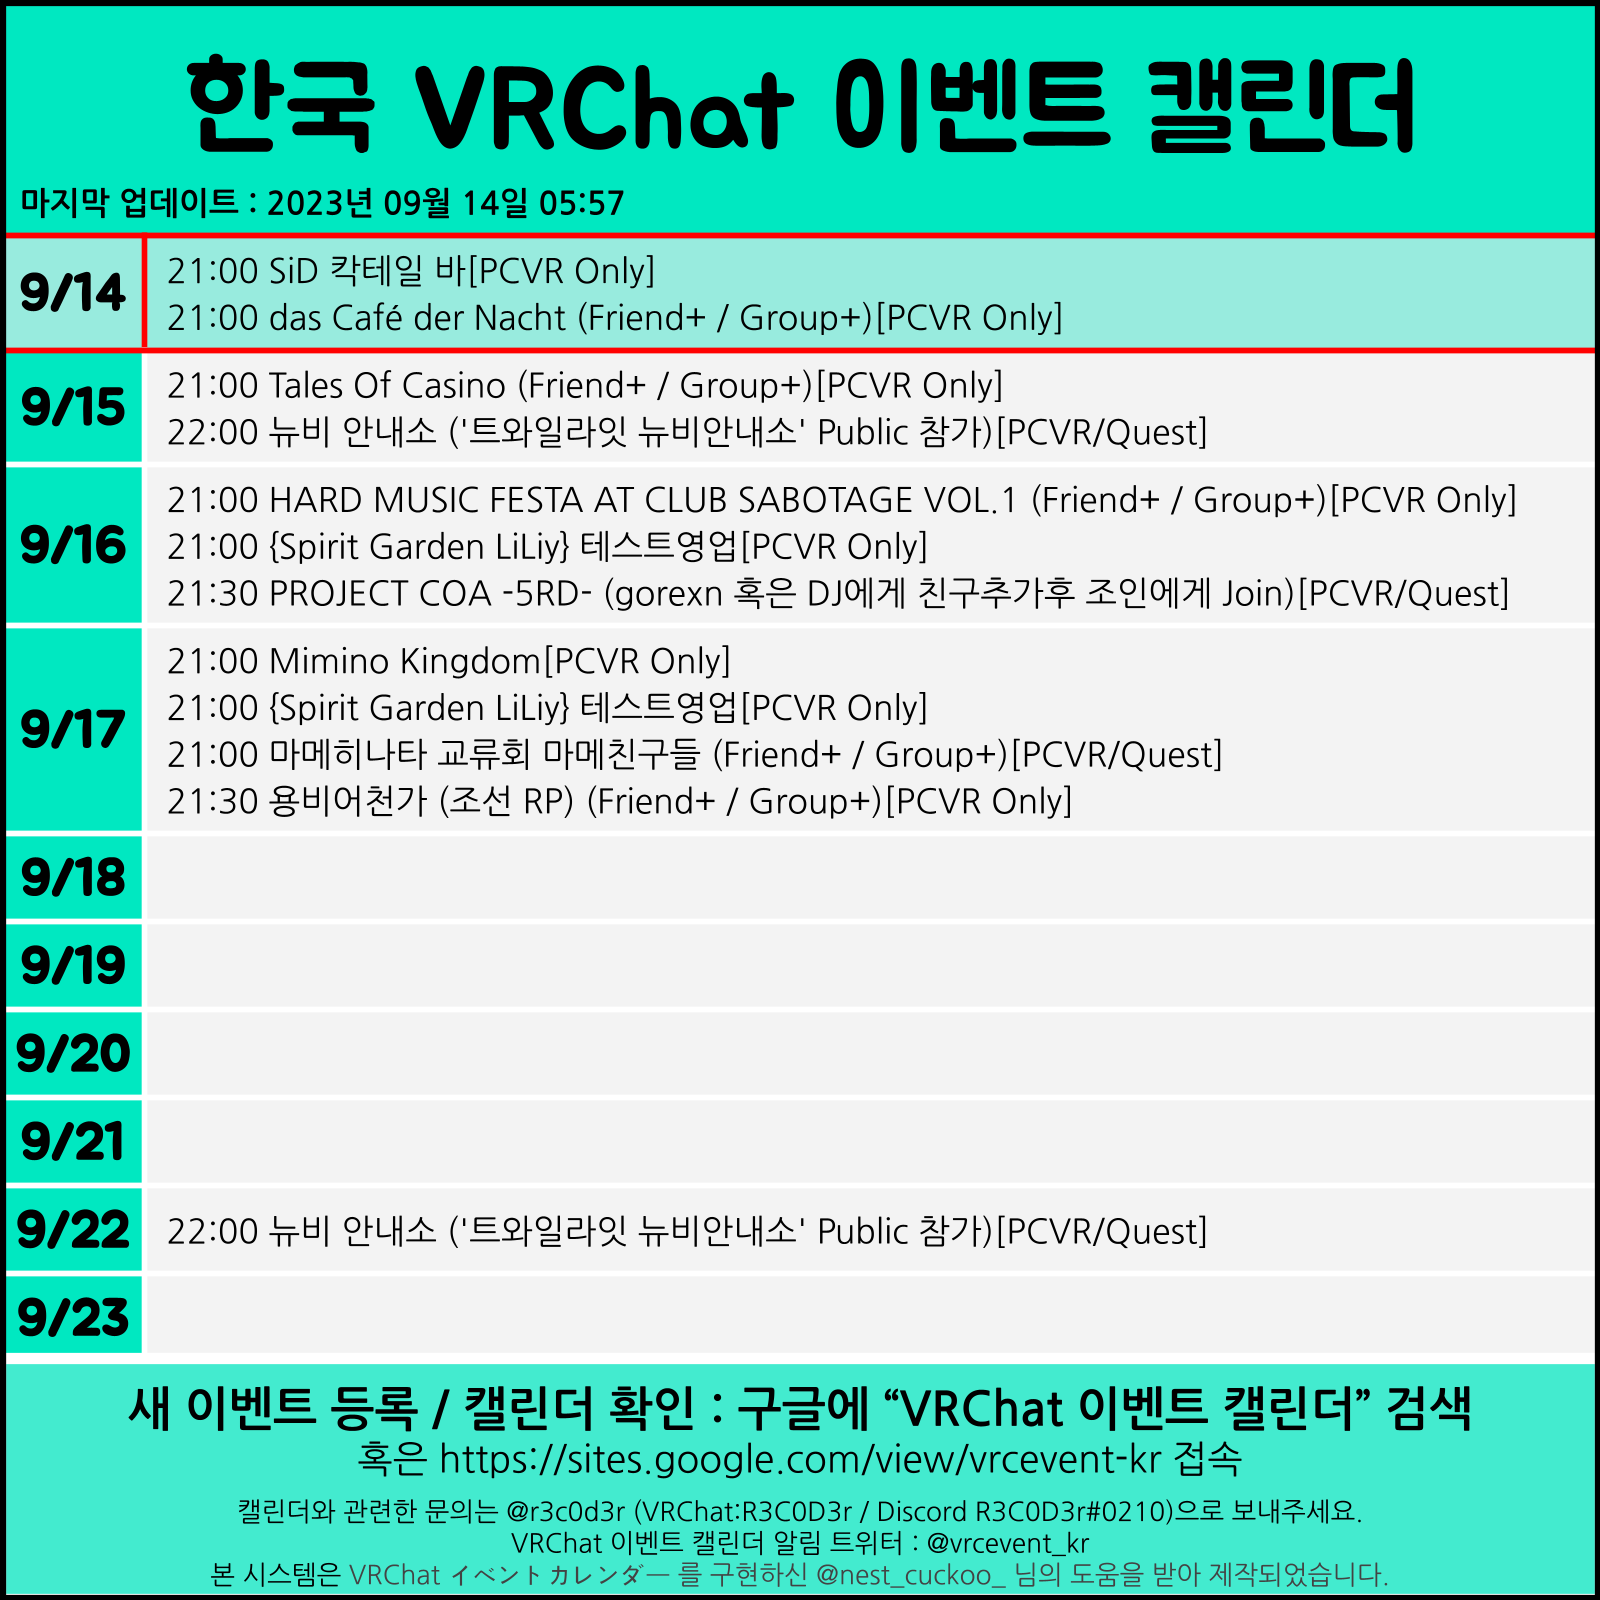 한국 VRChat 이벤트 캘린더
마지막 업데이트 : 2023년 09월 14일 05:57
9/14
21:00 SiD 칵테일 바[PCVR Only]
21:00 das Café der Nacht (Friend+ / Group+)[PCVR Only]
9/15
21:00 Tales Of Casino (Friend+ / Group+)[PCVR Only]
22:00 뉴비 안내소 ('트와일라잇 뉴비안내소' Public 참가)[PCVR/Quest]
9/16
21:00 HARD MUSIC FESTA AT CLUB SABOTAGE VOL.1 (Friend+ / Group+)[PCVR Only]
21:00 {Spirit Garden LiLiy} 테스트영업[PCVR Only]
21:30 PROJECT COA -5RD- (gorexn 혹은 DJ에게 친구추가후 조인에게 Join)[PCVR/Quest]
9/17
21:00 Mimino Kingdom[PCVR Only]
21:00 {Spirit Garden LiLiy} 테스트영업[PCVR Only]
21:00 마메히나타 교류회 마메친구들 (Friend+ / Group+)[PCVR/Quest]
21:30 용비어천가 (조선 RP) (Friend+ / Group+)[PCVR Only]
9/18
9/19
9/20
9/21
9/22
22:00 뉴비 안내소 ('트와일라잇 뉴비안내소' Public 참가)[PCVR/Quest]
9/23
새 이벤트 등록 / 캘린더 확인 : 구글에 “VRChat 이벤트 캘린더” 검색
혹은 https://sites.google.com/view/vrcevent-kr 접속
캘린더와 관련한 문의는 @r3c0d3r (VRChat:R3C0D3r / Discord R3C0D3r#0210)으로 보내주세요.
VRChat 이벤트 캘린더 알림 트위터 : @vrcevent_kr
본 시스템은 VRChat イベントカレンダー 를 구현하신 @nest_cuckoo_ 님의 도움을 받아 제작되었습니다.